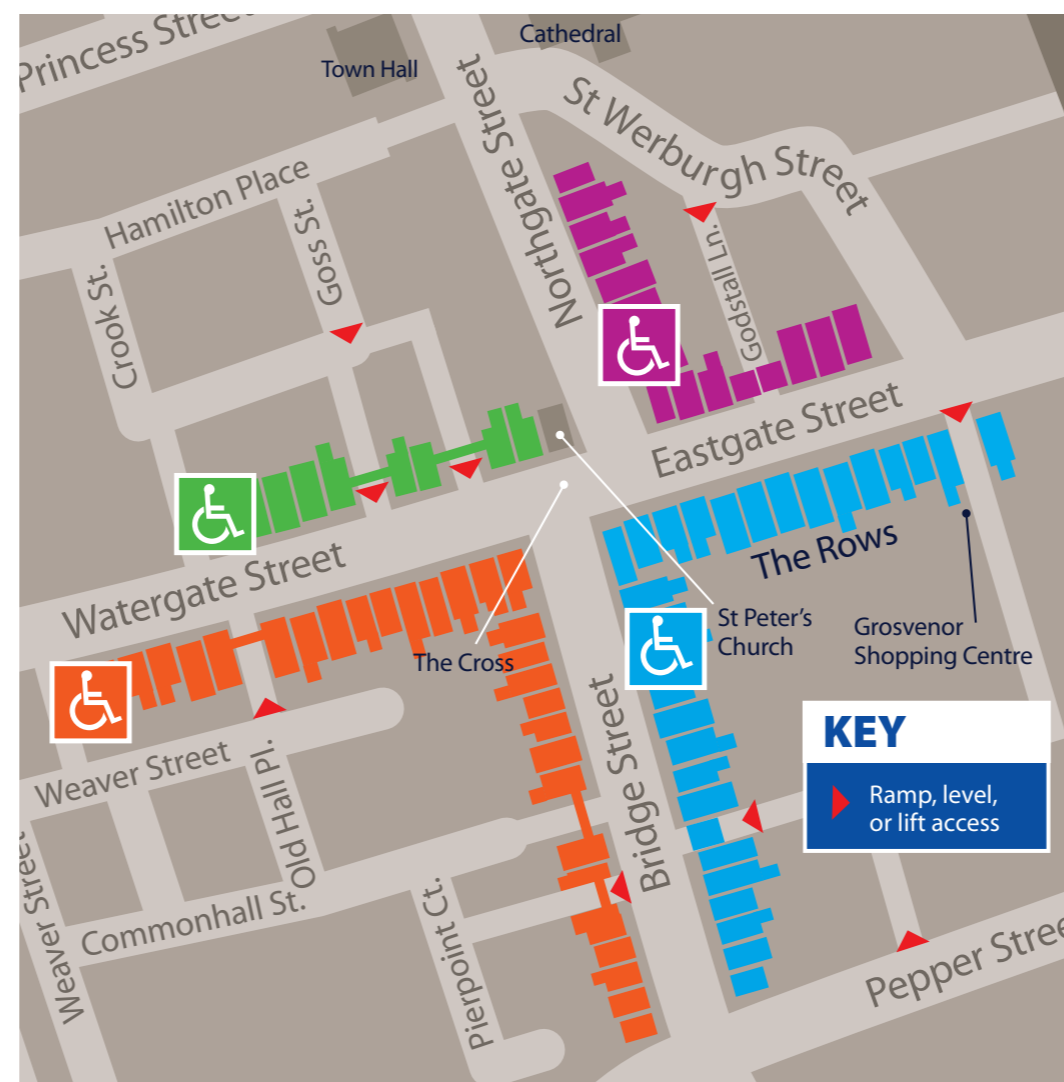 Princess Street
Town Hall
Cathedral
Northgate Street
St Werburgh Street
Hamilton Place
Goss St.
Crook St.
Godstall Ln.
Eastgate Street
Watergate Street
The Rows
The Cross
St Peter's
Church
Grosvenor
Shopping Centre
Weaver Street
Old Hall Pl.
Bridge Street
KEY
Ramp, level,
or lift access
Weaver Street
Commonhall St.
Pierpoint Ct.
Pepper Stree